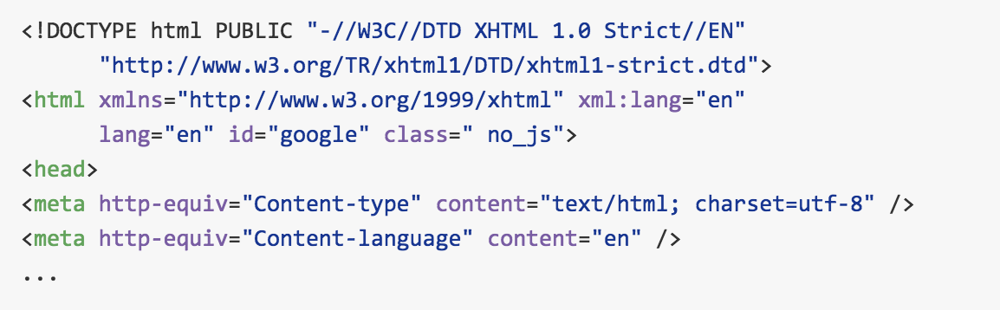 <!DOCTYPE html PUBLIC "-//W3C//DTD XHTML 1.0 Strict//EN"
"http://www.w3.org/TR/xhtml1/DTD/xhtml1-strict.dtd">
<html xmlns="http://www.w3.org/1999/xhtml" xml:lang="en"
lang="en" id="google" class=" no_js">
<head>
<meta http-equiv="Content-type" content="text/html; charset=utf-8" />
<meta http-equiv="Content-language" content="en" />
...